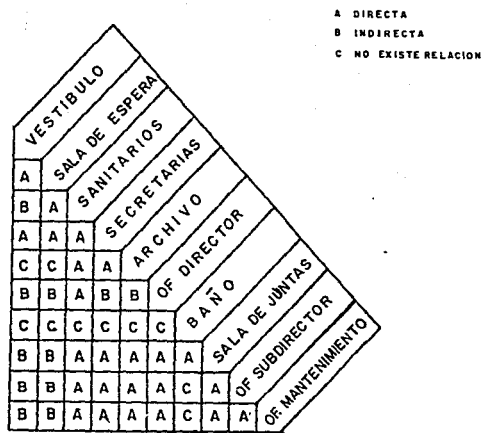 A DIRECTA
B INDIRECTA
C NO EXISTE RELACION
VESTIBULO
SALA DE ESPERA
SANITARIOS
SECRETARIAS
ARCHIVO
OF DIRECTOR
BAÑO
SALA DE JUNTAS
OF SUBDIRECTOR
OF. MANTENIMIENTO
A
B A
A A A
C C A A
B B A B B
C C C C C C
B B A A A A A
B B A A A A C A
B B A A A A C A A